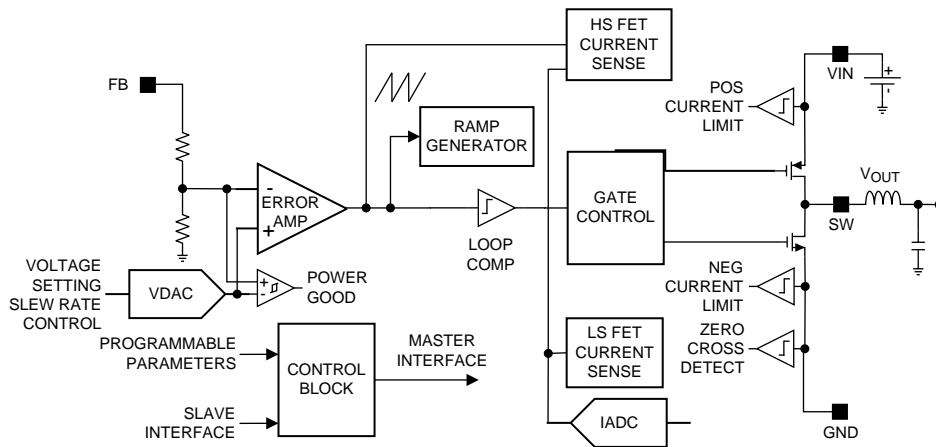 HS FET
CURRENT
SENSE
VIN
+
-
FB
POS
CURRENT
LIMIT
RAMP
GENERATOR
VOUT
-
ERROR
AMP
+
GATE
CONTROL
SW
LOOP
COMP
VOLTAGE
SETTING
SLEW RATE
CONTROL
VDAC
+
-
POWER
GOOD
NEG
CURRENT
LIMIT
PROGRAMMABLE
PARAMETERS
CONTROL
BLOCK
MASTER
INTERFACE
LS FET
CURRENT
SENSE
ZERO
CROSS
DETECT
SLAVE
INTERFACE
IADC
GND